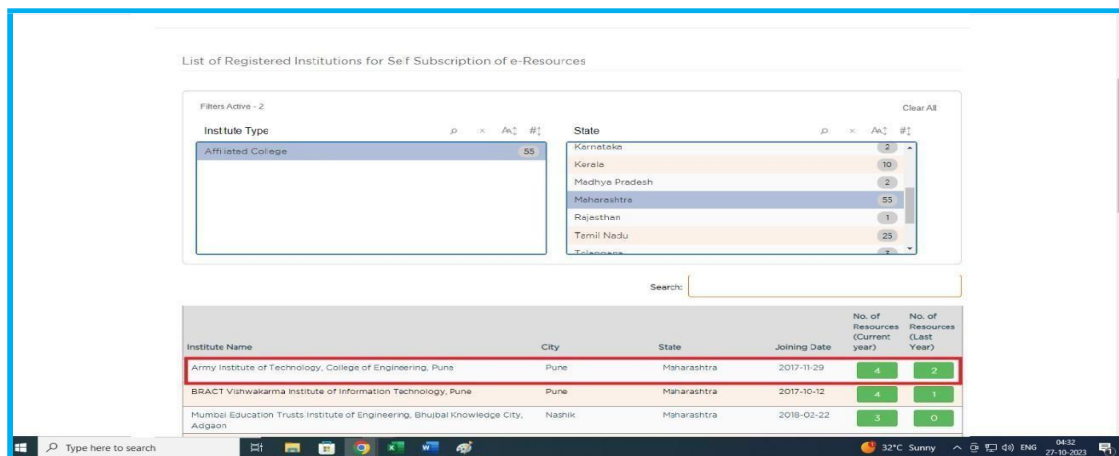 List of Registered Institutions for Self Subscription of e-Resources
Filters Active - 2
Clear All
Institute Type
Affiliated College 55
State
Karnataka 2
Kerala 10
Madhya Pradesh 2
Maharashtra 55
Rajasthan 1
Tamil Nadu 25
Telangana 3
Search:
Institute Name City State Joining Date No. of Resources (Current year) No. of Resources (Last Year)
Army Institute of Technology, College of Engineering, Pune Pune Maharashtra 2017-11-29 4 2
BRACT Vishwakarma Institute of Information Technology, Pune Pune Maharashtra 2017-10-12 4 1
Mumbai Education Trusts Institute of Engineering, Bhujbal Knowledge City, Nashik Maharashtra 2018-02-22 3 0
Adgaon
Type here to search
32°C Sunny
ENG
04:32
27-10-2023